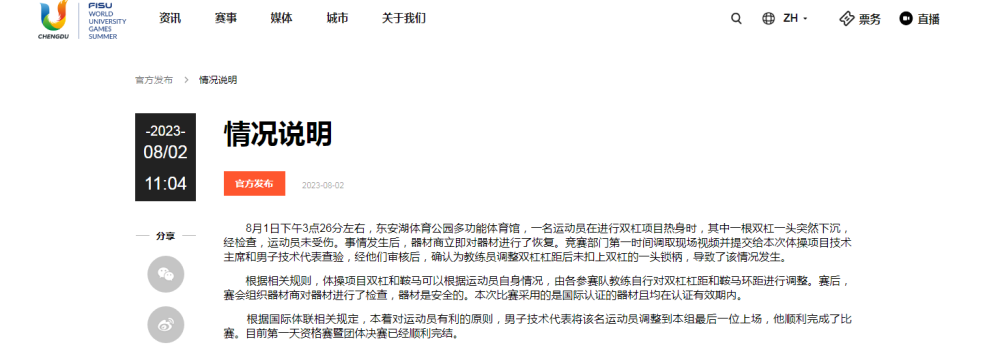 FISU
WORLD
UNIVERSITY
GAMES
SUMMER
CHENGDU
资讯 赛事 媒体 城市 关于我们 ZH 票务 直播
官方发布 > 情况说明
-2023-
08/02
11:04
情况说明
官方发布 2023-08-02
分享
8月1日下午3点26分左右，东安湖体育公园多功能体育馆，一名运动员在进行双杠项目热身时，其中一根双杠一头突然下沉，
经检查，运动员未受伤。事情发生后，器材商立即对器材进行了恢复。竞赛部门第一时间调取现场视频并提交给本次体操项目技术
主席和男子技术代表查验，经他们审核后，确认为教练员调整双杠杠距后未扣上双杠的一头锁柄，导致了该情况发生。
根据相关规则，体操项目双杠和鞍马可以根据运动员自身情况，由各参赛队教练自行对双杠杠距和鞍马环距进行调整。赛后，
赛会组织器材商对器材进行了检查，器材是安全的。本次比赛采用的是国际认证的器材且均在认证有效期内。
根据国际体联相关规定，本着对运动员有利的原则，男子技术代表将该名运动员调整到本组最后一位上场，他顺利完成了比
赛。目前第一天资格赛暨团体决赛已经顺利完结。